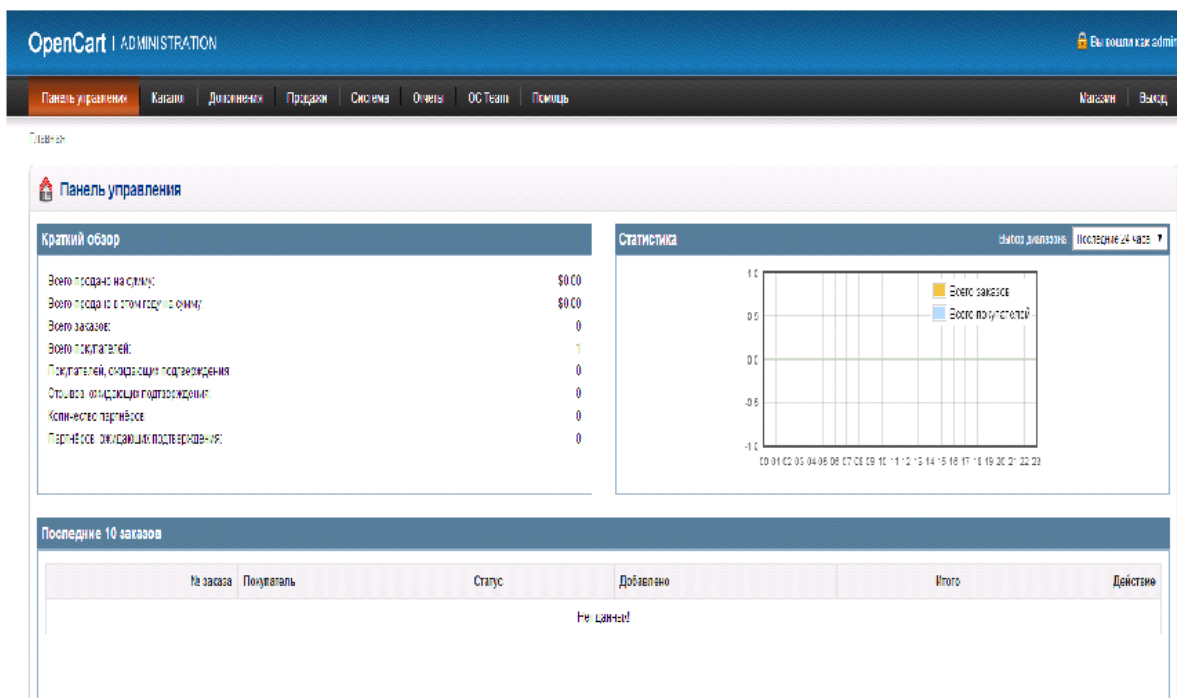 OpenCart | ADMINISTRATION
Вы вошли как admin
Панель управления Каталог Дополнения Продажи Система Отчеты OC Team Помощь
Магазин Выход
Главная
Панель управления
Краткий обзор
Всего продано на сумму: $0.00
Всего продано в этом году на сумму: $0.00
Всего заказов: 0
Всего покупателей: 1
Покупателей, ожидающих подтверждения: 0
Отзывов, ожидающих подтверждения: 0
Количество партнёров: 0
Партнёров, ожидающих подтверждения: 0
Статистика
Выбор диапазона: Последние 24 часа
1.0
0.5
0.0
-0.5
-1.0
Всего заказов
Всего покупателей
00 01 02 03 04 05 06 07 08 09 10 11 12 13 14 15 16 17 18 19 20 21 22 23
Последние 10 заказов
№ заказа Покупатель Статус Добавлено Итого Действие
Нет данных!